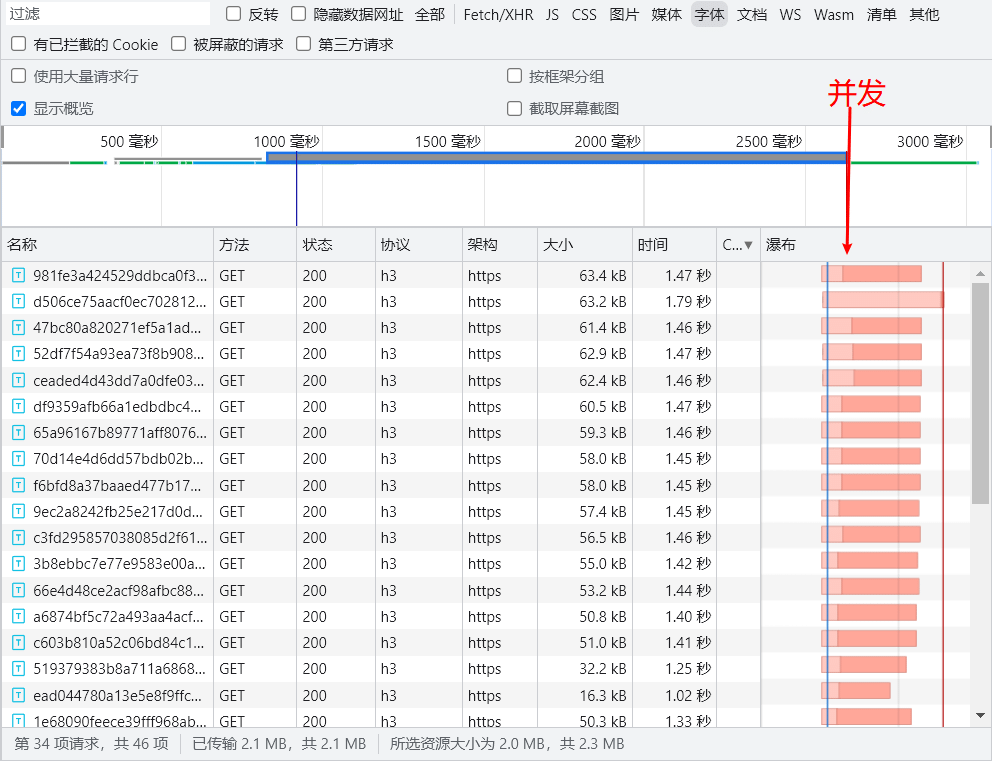 过滤 反转 隐藏数据网址 全部 Fetch/XHR JS CSS 图片 媒体 字体 文档 WS Wasm 清单 其他
有已拦截的 Cookie 被屏蔽的请求 第三方请求
使用大量请求行 按框架分组
显示概览 截取屏幕截图
并发
500 毫秒 1000 毫秒 1500 毫秒 2000 毫秒 2500 毫秒 3000 毫秒
名称 方法 状态 协议 架构 大小 时间 C...▼ 瀑布
981fe3a424529ddbca0f3... GET 200 h3 https 63.4 kB 1.47 秒
d506ce75aacf0ec702812... GET 200 h3 https 63.2 kB 1.79 秒
47bc80a820271ef5a1ad... GET 200 h3 https 61.4 kB 1.46 秒
52df7f54a93ea73f8b908... GET 200 h3 https 62.9 kB 1.47 秒
ceaded4d43dd7a0dfe03... GET 200 h3 https 62.4 kB 1.46 秒
df9359afb66a1edbdbc4... GET 200 h3 https 60.5 kB 1.47 秒
65a96167b89771aff8076... GET 200 h3 https 59.3 kB 1.46 秒
70d14e4d6dd57bdb02b... GET 200 h3 https 58.0 kB 1.45 秒
f6bfd8a37baaed477b17... GET 200 h3 https 58.0 kB 1.45 秒
9ec2a8242fb25e217d0d... GET 200 h3 https 57.4 kB 1.45 秒
c3fd295857038085d2f61... GET 200 h3 https 56.5 kB 1.46 秒
3b8ebbc7e77e9583e00a... GET 200 h3 https 55.0 kB 1.42 秒
66e4d48ce2acf98afbc88... GET 200 h3 https 53.2 kB 1.44 秒
a6874bf5c72a493aa4acf... GET 200 h3 https 50.8 kB 1.40 秒
c603b810a52c06bd84c1... GET 200 h3 https 51.0 kB 1.41 秒
519379383b8a711a6868... GET 200 h3 https 32.2 kB 1.25 秒
ead044780a13e5e8f9ffc... GET 200 h3 https 16.3 kB 1.02 秒
1e68090feece39fff968ab... GET 200 h3 https 50.3 kB 1.33 秒
第 34 项请求，共 46 项 已传输 2.1 MB，共 2.1 MB 所选资源大小为 2.0 MB，共 2.3 MB